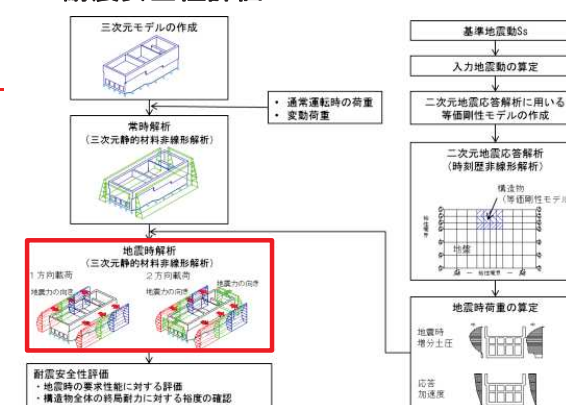 三次元モデルの作成
・ 通常運転時の荷重
・ 変動荷重
常時解析
(三次元静的材料非線形解析)
地震時解析
(三次元静的材料非線形解析)
1方向載荷
2方向載荷
地震力の向き
地震力の向き
地震力の向き
耐震安全性評価
・地震時の要求性能に対する評価
・構造物全体の終局耐力に対する裕度の確認
基準地震動Ss
入力地震動の算定
二次元地震応答解析に用いる
等価剛性モデルの作成
二次元地震応答解析
(時刻歴非線形解析)
構造物
(等価剛性モデル
地盤
地震時荷重の算定
地震時
増分土圧
応答
加速度